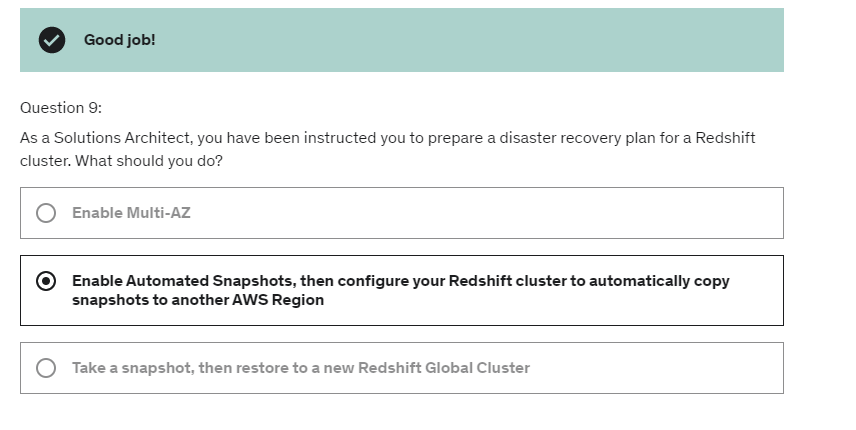 Good job!
Question 9:
As a Solutions Architect, you have been instructed you to prepare a disaster recovery plan for a Redshift
cluster. What should you do?
Enable Multi-AZ
Enable Automated Snapshots, then configure your Redshift cluster to automatically copy
snapshots to another AWS Region
Take a snapshot, then restore to a new Redshift Global Cluster